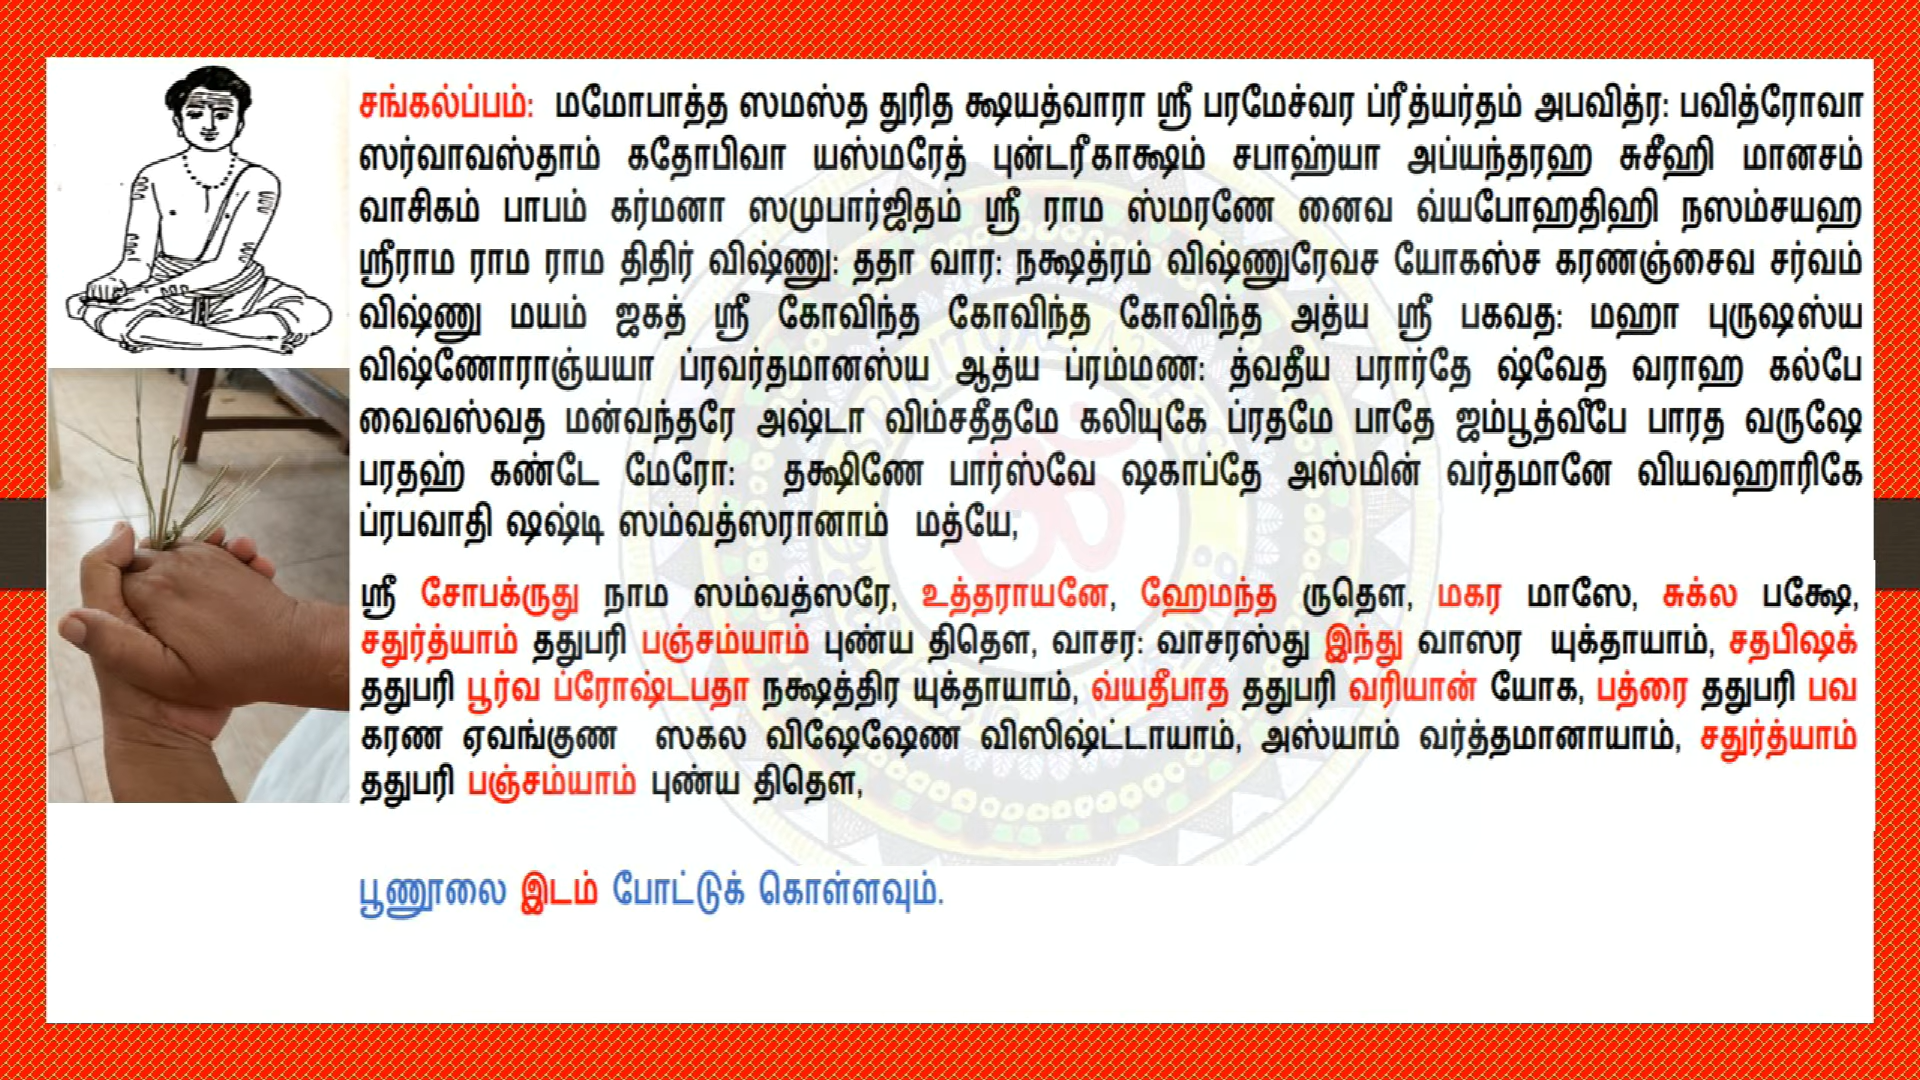 சங்கல்ப்பம்: மமோபாத்த ஸமஸ்த துரித க்ஷயத்வாரா ஸ்ரீ பரமேச்வர ப்ரீத்யர்தம் அபவித்ர: பவித்ரோவா
ஸர்வாவஸ்தாம் கதோபிவா யஸ்மரேத் புன்டரீகாக்ஷம் சபாஹ்யா அப்யந்தரஹ சுசீஹி மானசம்
வாசிகம் பாபம் கர்மனா ஸமுபார்ஜிதம் ஸ்ரீ ராம ஸ்மரணே னைவ வ்யபோஹதிஹி நஸம்சயஹ
ஸ்ரீராம ராம ராம திதிர் விஷ்ணு: ததா வார: நக்ஷத்ரம் விஷ்ணுரேவச யோகஸ்ச கரணஞ்சைவ சர்வம்
விஷ்ணு மயம் ஜகத் ஸ்ரீ கோவிந்த கோவிந்த கோவிந்த அத்ய ஸ்ரீ பகவத: மஹா புருஷஸ்ய
விஷ்ணோராஞ்யயா ப்ரவர்தமானஸ்ய ஆத்ய ப்ரம்மண: த்வதீய பரார்தே ஷ்வேத வராஹ கல்பே
வைவஸ்வத மன்வந்தரே அஷ்டா விம்சதீதமே கலியுகே ப்ரதமே பாதே ஜம்பூத்வீபே பாரத வருஷே
பரதஹ் கண்டே மேரோ: தக்ஷிணே பார்ஸ்வே ஷகாப்தே அஸ்மின் வர்தமானே வியவஹாரிகே
ப்ரபவாதி ஷஷ்டி ஸம்வத்ஸரானாம் மத்யே,
ஸ்ரீ சோபக்ருது நாம ஸம்வத்ஸரே, உத்தராயனே, ஹேமந்த ருதௌ, மகர மாஸே, சுக்ல பக்ஷே,
சதுர்த்யாம் ததுபரி பஞ்சம்யாம் புண்ய திதௌ, வாசர: வாசரஸ்து இந்து வாஸர யுக்தாயாம், சதபிஷக்
ததுபரி பூர்வ ப்ரோஷ்டபதா நக்ஷத்திர யுக்தாயாம், வ்யதீபாத ததுபரி வரியான் யோக, பத்ரை ததுபரி பவ
கரண ஏவங்குண ஸகல விஷேஷேண விஸிஷ்ட்டாயாம், அஸ்யாம் வர்த்தமானாயாம், சதுர்த்யாம்
ததுபரி பஞ்சம்யாம் புண்ய திதௌ,
பூணூலை இடம் போட்டுக் கொள்ளவும்.